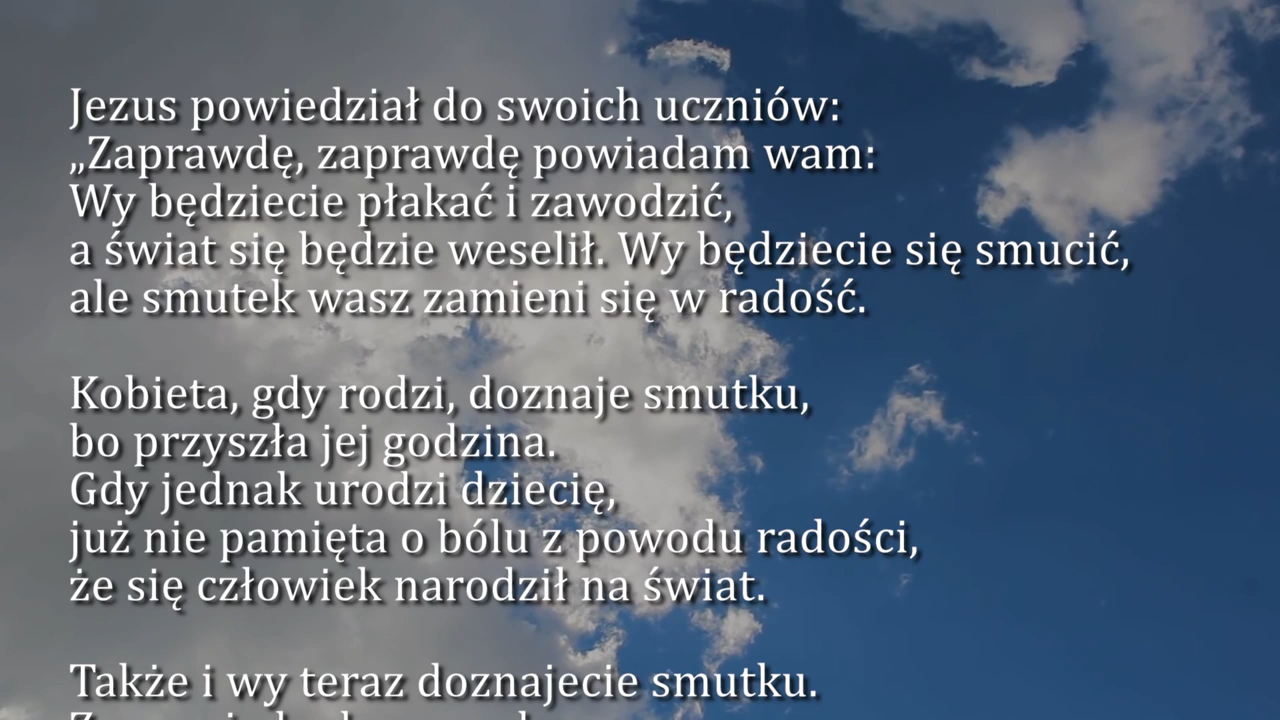 Jezus powiedział do swoich uczniów:
„Zaprawdę, zaprawdę powiadam wam:
Wy będziecie płakać i zawodzić,
a świat się będzie weselił. Wy będziecie się smucić,
ale smutek wasz zamieni się w radość.
Kobieta, gdy rodzi, doznaje smutku,
bo przyszła jej godzina.
Gdy jednak urodzi dziecię,
już nie pamięta o bólu z powodu radości,
że się człowiek narodził na świat.
Także i wy teraz doznajecie smutku.